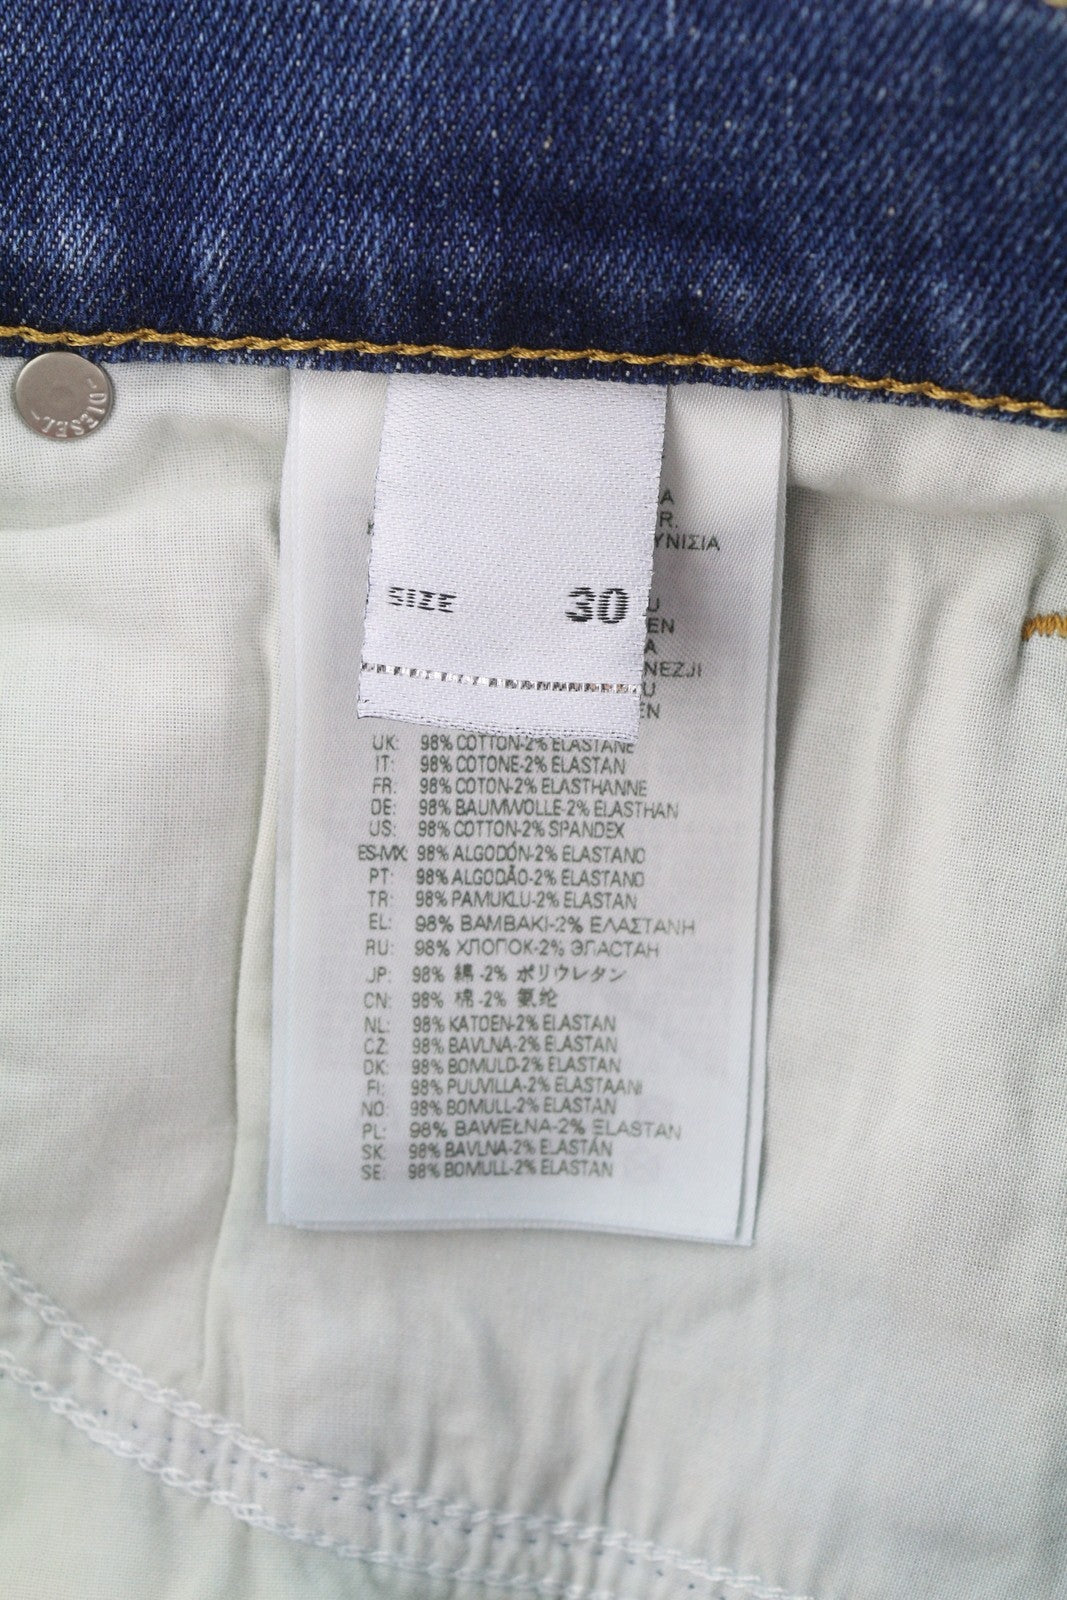 -DIESEL-
A
R.
ΥΝΙΣΙΑ
SIZE 30
U
EN
A
NEZJI
U
EN
UK: 98% COTTON-2% ELASTANE
IT: 98% COTONE-2% ELASTAN
FR: 98% COTON-2% ELASTHANNE
DE: 98% BAUMWOLLE-2% ELASTHAN
US: 98% COTTON-2% SPANDEX
ES-MX: 98% ALGODÓN-2% ELASTANO
PT: 98% ALGODÃO-2% ELASTANO
TR: 98% PAMUKLU-2% ELASTAN
EL: 98% ΒΑΜΒΑΚΙ-2% ΕΛΑΣΤΑΝΗ
RU: 98% ХЛОПОК-2% ЭЛАСТАН
JP: 98% 綿 -2% ポリウレタン
CN: 98% 棉 -2% 氨纶
NL: 98% KATOEN-2% ELASTAN
CZ: 98% BAVLNA-2% ELASTAN
DK: 98% BOMULD-2% ELASTAN
FI: 98% PUUVILLA-2% ELASTAANI
NO: 98% BOMULL-2% ELASTAN
PL: 98% BAWEŁNA-2% ELASTAN
SK: 98% BAVLNA-2% ELASTÁN
SE: 98% BOMULL-2% ELASTAN